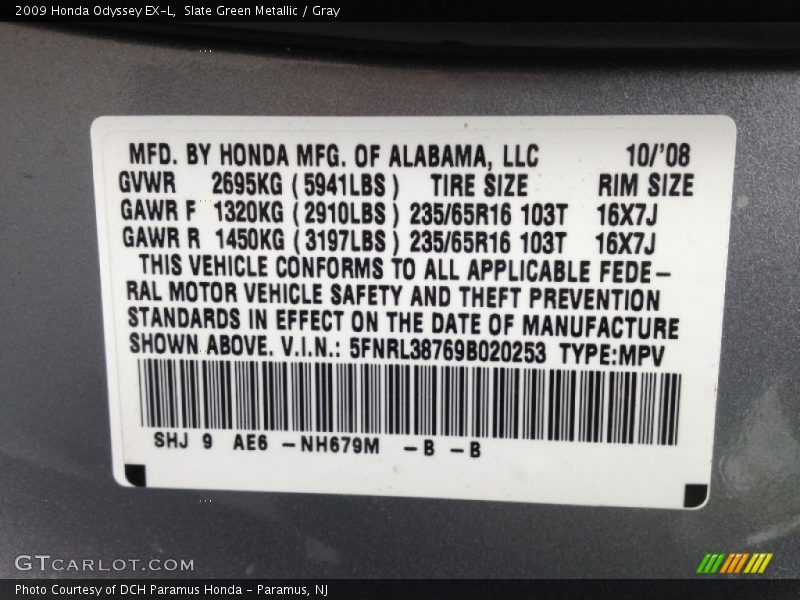 2009 Honda Odyssey EX-L,  Slate Green Metallic / Gray
MFD. BY HONDA MFG. OF ALABAMA, LLC 10/'08
GVWR 2695KG ( 5941LBS ) TIRE SIZE RIM SIZE
GAWR F 1320KG ( 2910LBS ) 235/65R16 103T 16X7J
GAWR R 1450KG ( 3197LBS ) 235/65R16 103T 16X7J
THIS VEHICLE CONFORMS TO ALL APPLICABLE FEDE-
RAL MOTOR VEHICLE SAFETY AND THEFT PREVENTION
STANDARDS IN EFFECT ON THE DATE OF MANUFACTURE
SHOWN ABOVE. V.I.N.: 5FNRL38769B020253 TYPE:MPV
SHJ 9 AE6 -NH679M -B -B
GTCARLOT.COM
Photo Courtesy of DCH Paramus Honda - Paramus, NJ